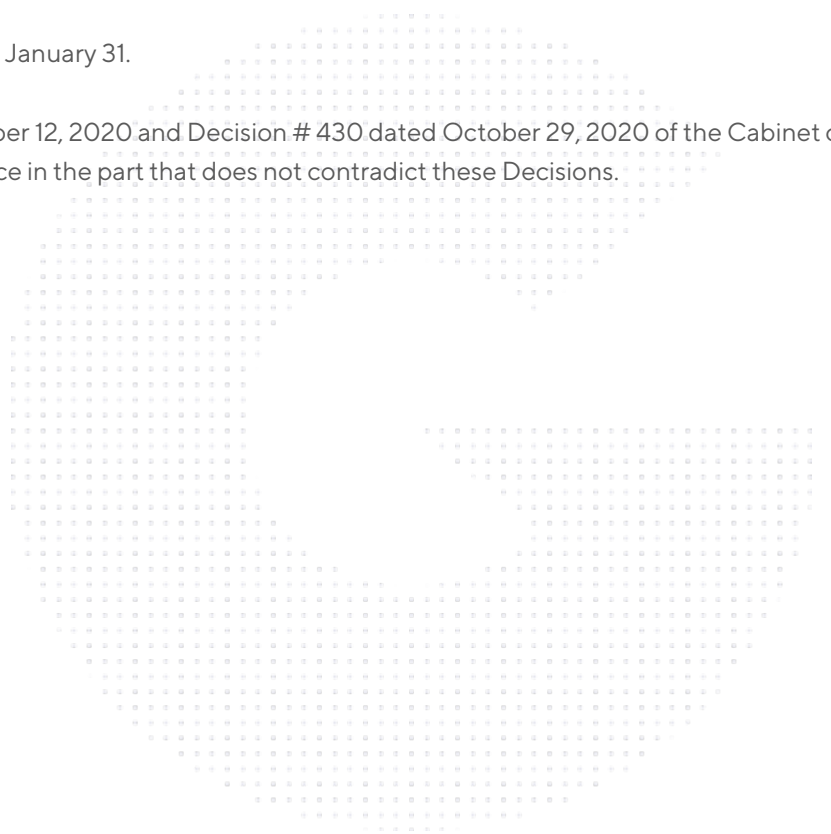 January 31.
ber 12, 2020 and Decision # 430 dated October 29, 2020 of the Cabinet
ce in the part that does not contradict these Decisions.